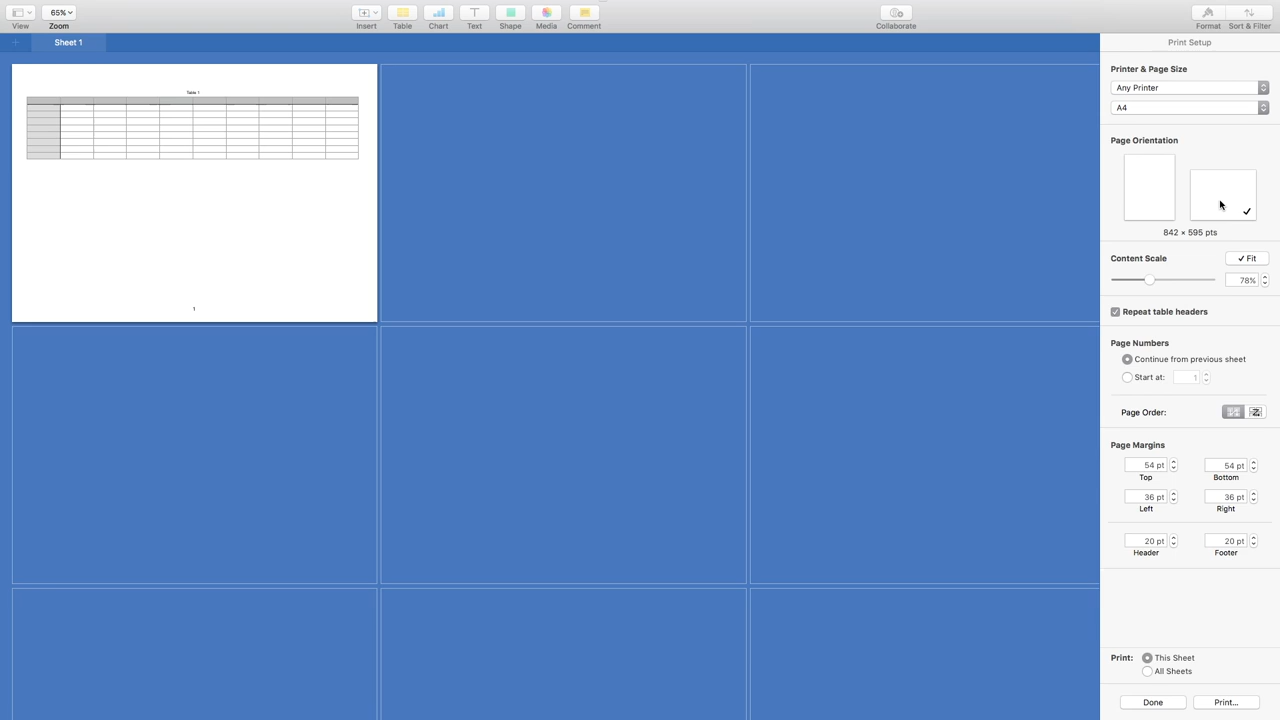 65%
View
Zoom
Insert
Table
Chart
Text
Shape
Media
Comment
Collaborate
Format
Sort & Filter
Sheet 1
Print Setup
Table 1
1
Printer & Page Size
Any Printer
A4
Page Orientation
842 × 595 pts
Content Scale
Fit
78%
Repeat table headers
Page Numbers
Continue from previous sheet
Start at: 1
Page Order:
Page Margins
54 pt 54 pt
Top Bottom
36 pt 36 pt
Left Right
20 pt 20 pt
Header Footer
Print: This Sheet
All Sheets
Done Print...